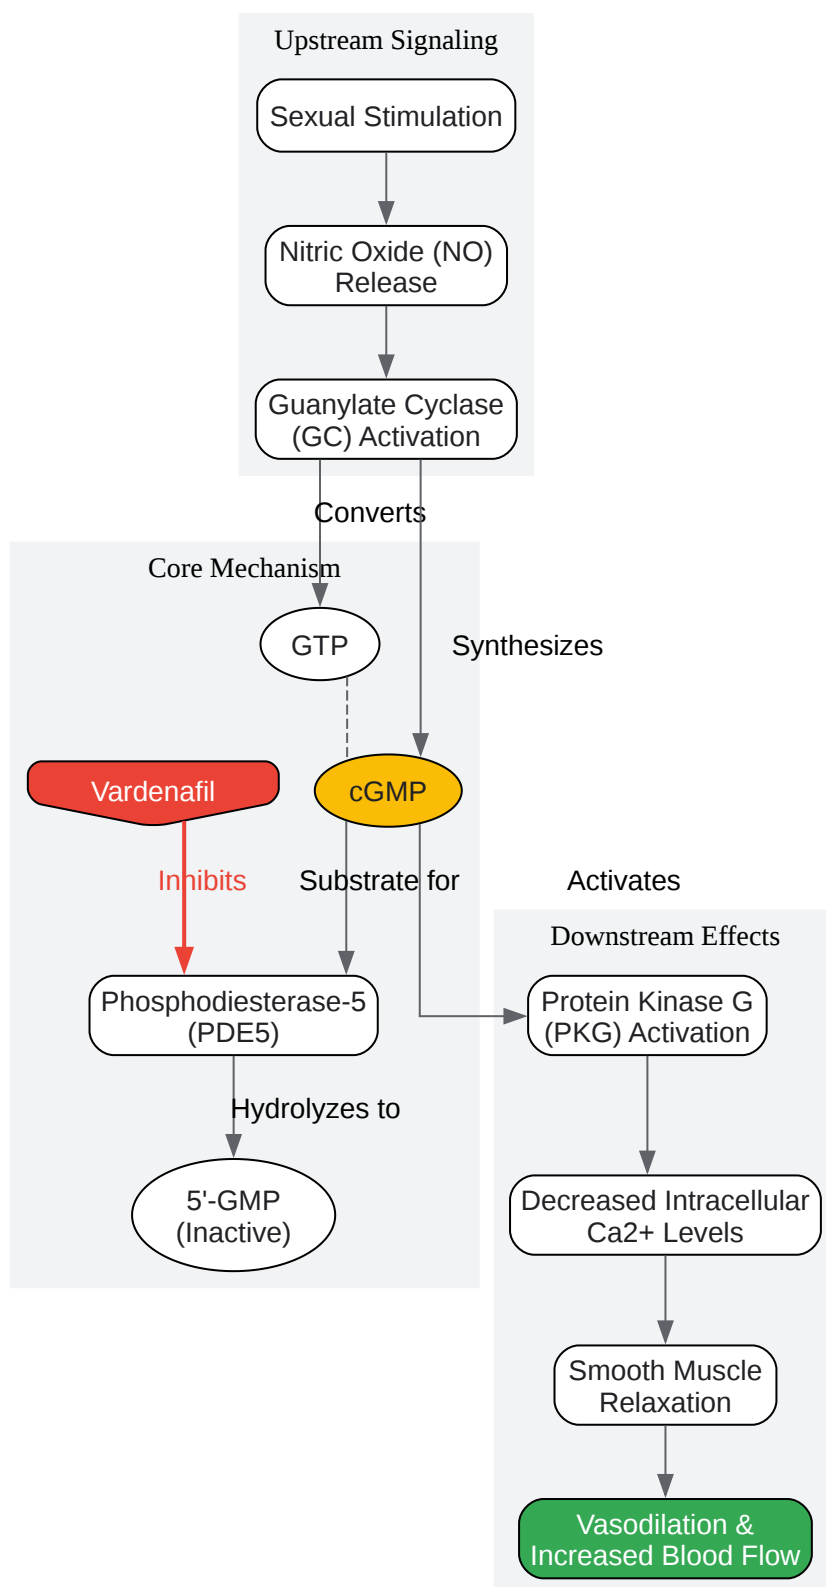 Upstream Signaling
Sexual Stimulation
Nitric Oxide (NO)
Release
Guanylate Cyclase
(GC) Activation
Converts
Core Mechanism
GTP
Synthesizes
Vardenafil
cGMP
Inhibits
Substrate for
Activates
Downstream Effects
Phosphodiesterase-5
(PDE5)
Protein Kinase G
(PKG) Activation
Hydrolyzes to
5'-GMP
(Inactive)
Decreased Intracellular
Ca2+ Levels
Smooth Muscle
Relaxation
Vasodilation &
Increased Blood Flow